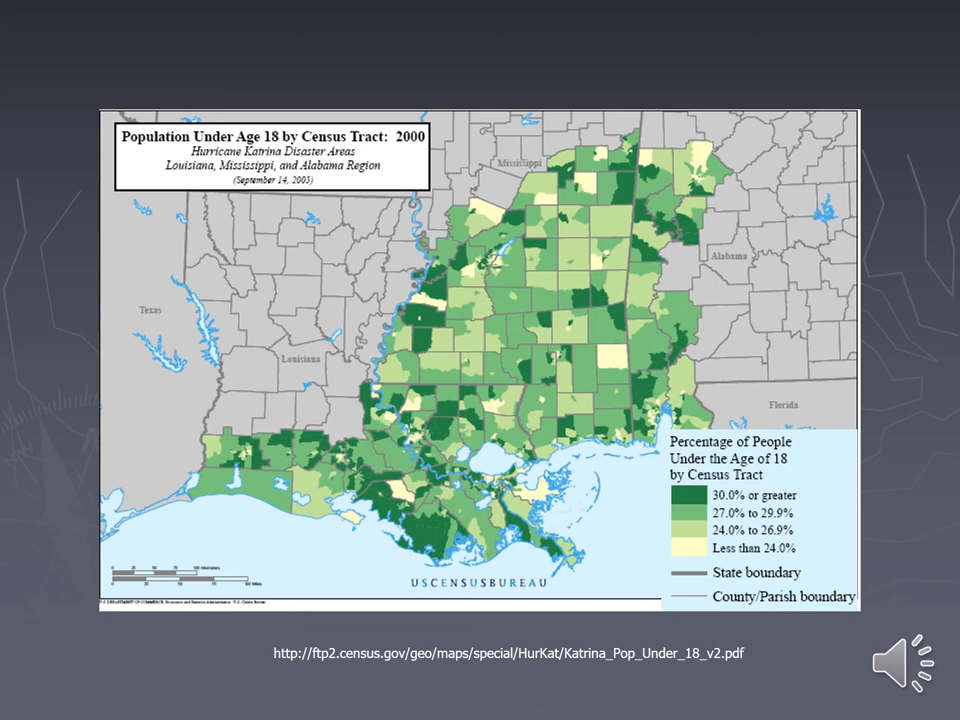 Population Under Age 18 by Census Tract: 2000
Hurricane Katrina Disaster Areas
Louisiana, Mississippi, and Alabama Region
(September 14, 2005)
Mississippi
Alabama
Texas
Louisiana
Florida
Percentage of People
Under the Age of 18
by Census Tract
30.0% or greater
27.0% to 29.9%
24.0% to 26.9%
Less than 24.0%
State boundary
County/Parish boundary
USCENSUSBUREAU
http://ftp2.census.gov/geo/maps/special/HurKat/Katrina_Pop_Under_18_v2.pdf